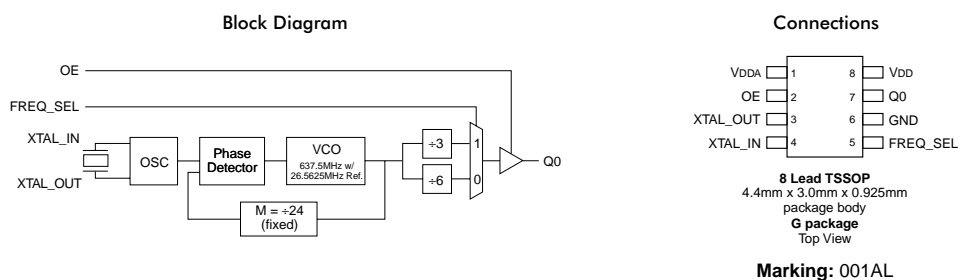 Block Diagram
OE
FREQ_SEL
XTAL_IN
XTAL_OUT
OSC
Phase
Detector
VCO
637.5MHz w/
26.5625MHz Ref.
M = ÷24
(fixed)
÷3
÷6
1
0
Q0
Connections
VDDA 1 8 VDD
OE 2 7 Q0
XTAL_OUT 3 6 GND
XTAL_IN 4 5 FREQ_SEL
8 Lead TSSOP
4.4mm x 3.0mm x 0.925mm
package body
G package
Top View
Marking: 001AL